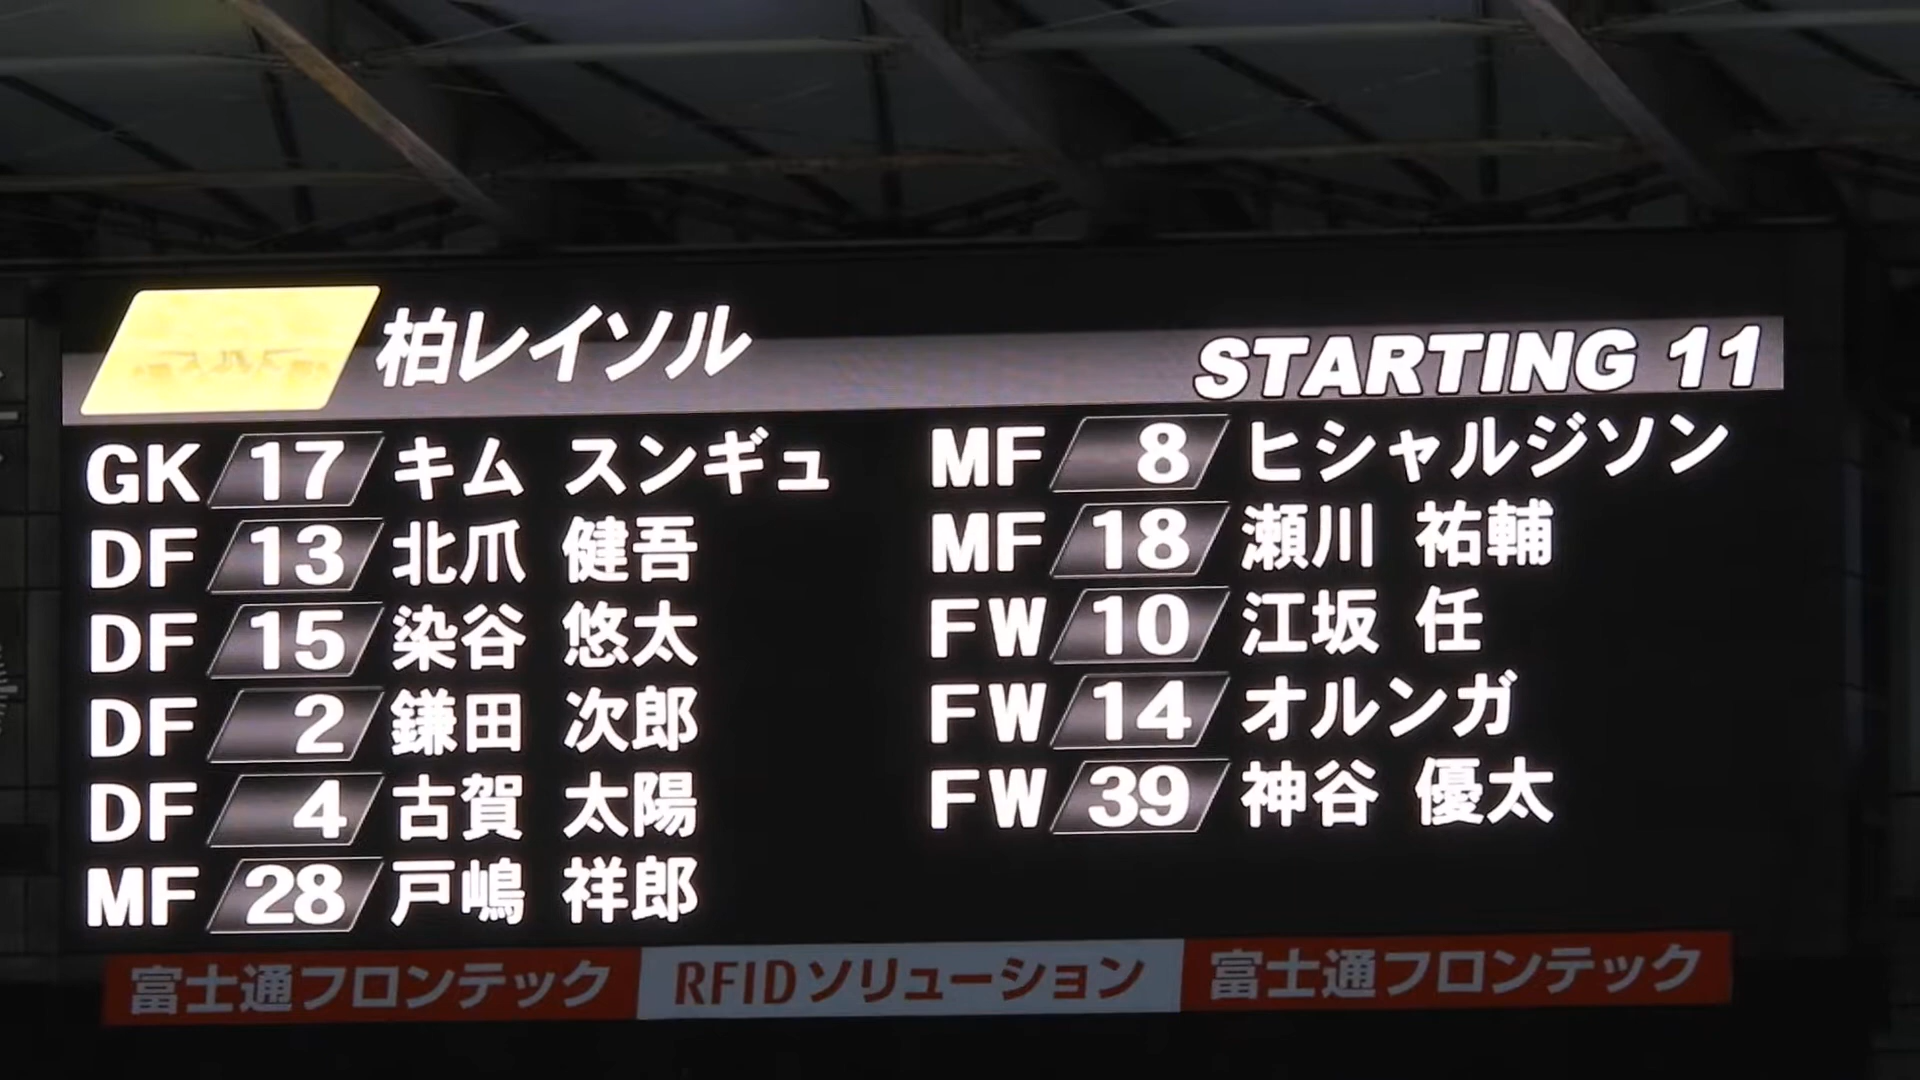 柏レイソル STARTING 11
GK 17 キム スンギュ
DF 13 北爪 健吾
DF 15 染谷 悠太
DF 2 鎌田 次郎
DF 4 古賀 太陽
MF 28 戸嶋 祥郎
MF 8 ヒシャルジソン
MF 18 瀬川 祐輔
FW 10 江坂 任
FW 14 オルンガ
FW 39 神谷 優太
富士通フロンテック RFIDソリューション 富士通フロンテック